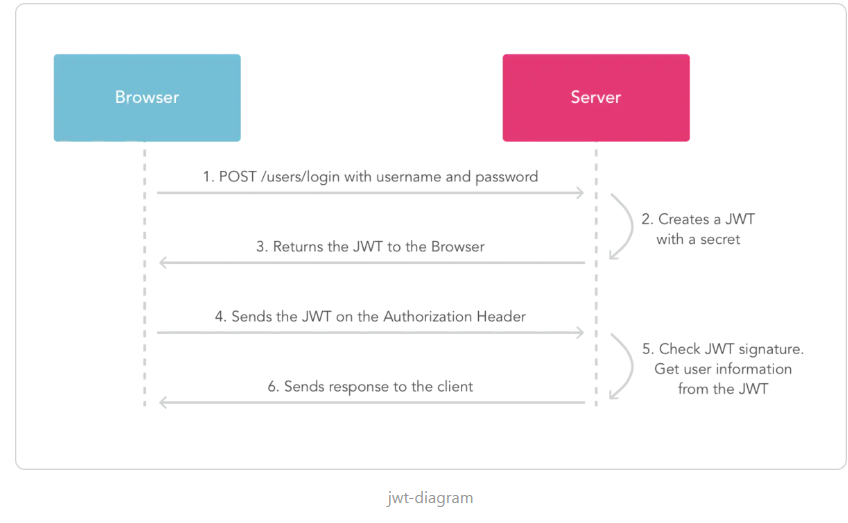 Browser
Server
1. POST /users/login with username and password
2. Creates a JWT
with a secret
3. Returns the JWT to the Browser
4. Sends the JWT on the Authorization Header
5. Check JWT signature.
Get user information
from the JWT
6. Sends response to the client
jwt-diagram